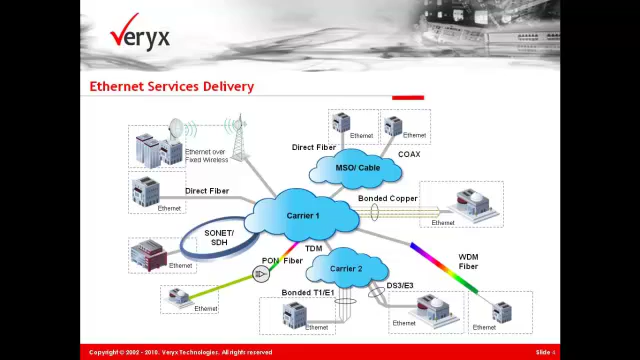 Veryx
Ethernet Services Delivery
Ethernet
Ethernet
Direct Fiber
COAX
MSO/ Cable
Ethernet over
Fixed Wireless
Direct Fiber
Ethernet
Bonded Copper
Ethernet
Carrier 1
SONET/
SDH
Ethernet
TDM
PON Fiber
Carrier 2
WDM
Fiber
DS3/E3
Bonded T1/E1
Ethernet
Ethernet
Ethernet
Ethernet
Copyright © 2002 - 2010. Veryx Technologies. All rights reserved
Slide 4